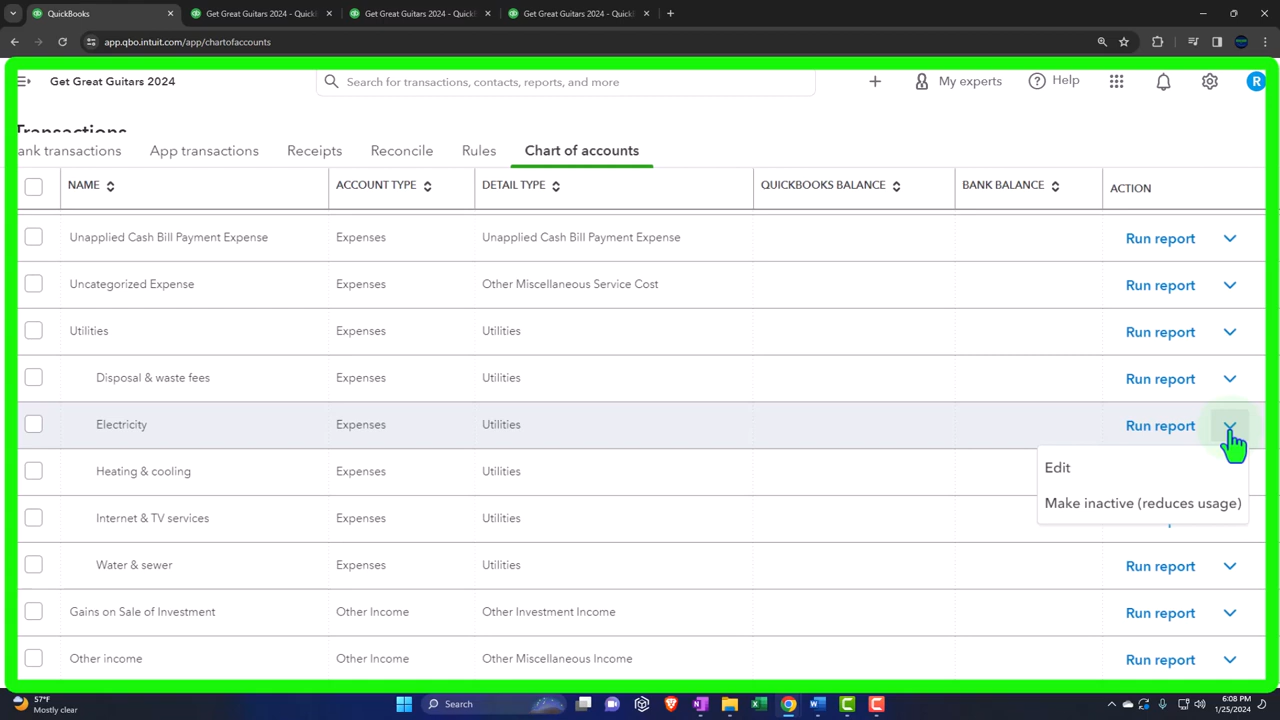 QuickBooks
Get Great Guitars 2024 - QuickB
Get Great Guitars 2024 - QuickB
Get Great Guitars 2024 - QuickB
app.qbo.intuit.com/app/chartofaccounts
Get Great Guitars 2024
Search for transactions, contacts, reports, and more
My experts
Help
R
Transactions
ank transactions
App transactions
Receipts
Reconcile
Rules
Chart of accounts
NAME
ACCOUNT TYPE
DETAIL TYPE
QUICKBOOKS BALANCE
BANK BALANCE
ACTION
Unapplied Cash Bill Payment Expense
Expenses
Unapplied Cash Bill Payment Expense
Run report
Uncategorized Expense
Expenses
Other Miscellaneous Service Cost
Run report
Utilities
Expenses
Utilities
Run report
Disposal & waste fees
Expenses
Utilities
Run report
Electricity
Expenses
Utilities
Run report
Edit
Make inactive (reduces usage)
Heating & cooling
Expenses
Utilities
Internet & TV services
Expenses
Utilities
Water & sewer
Expenses
Utilities
Run report
Gains on Sale of Investment
Other Income
Other Investment Income
Run report
Other income
Other Income
Other Miscellaneous Income
Run report
57°F
Mostly clear
Search
6:08 PM
1/25/2024